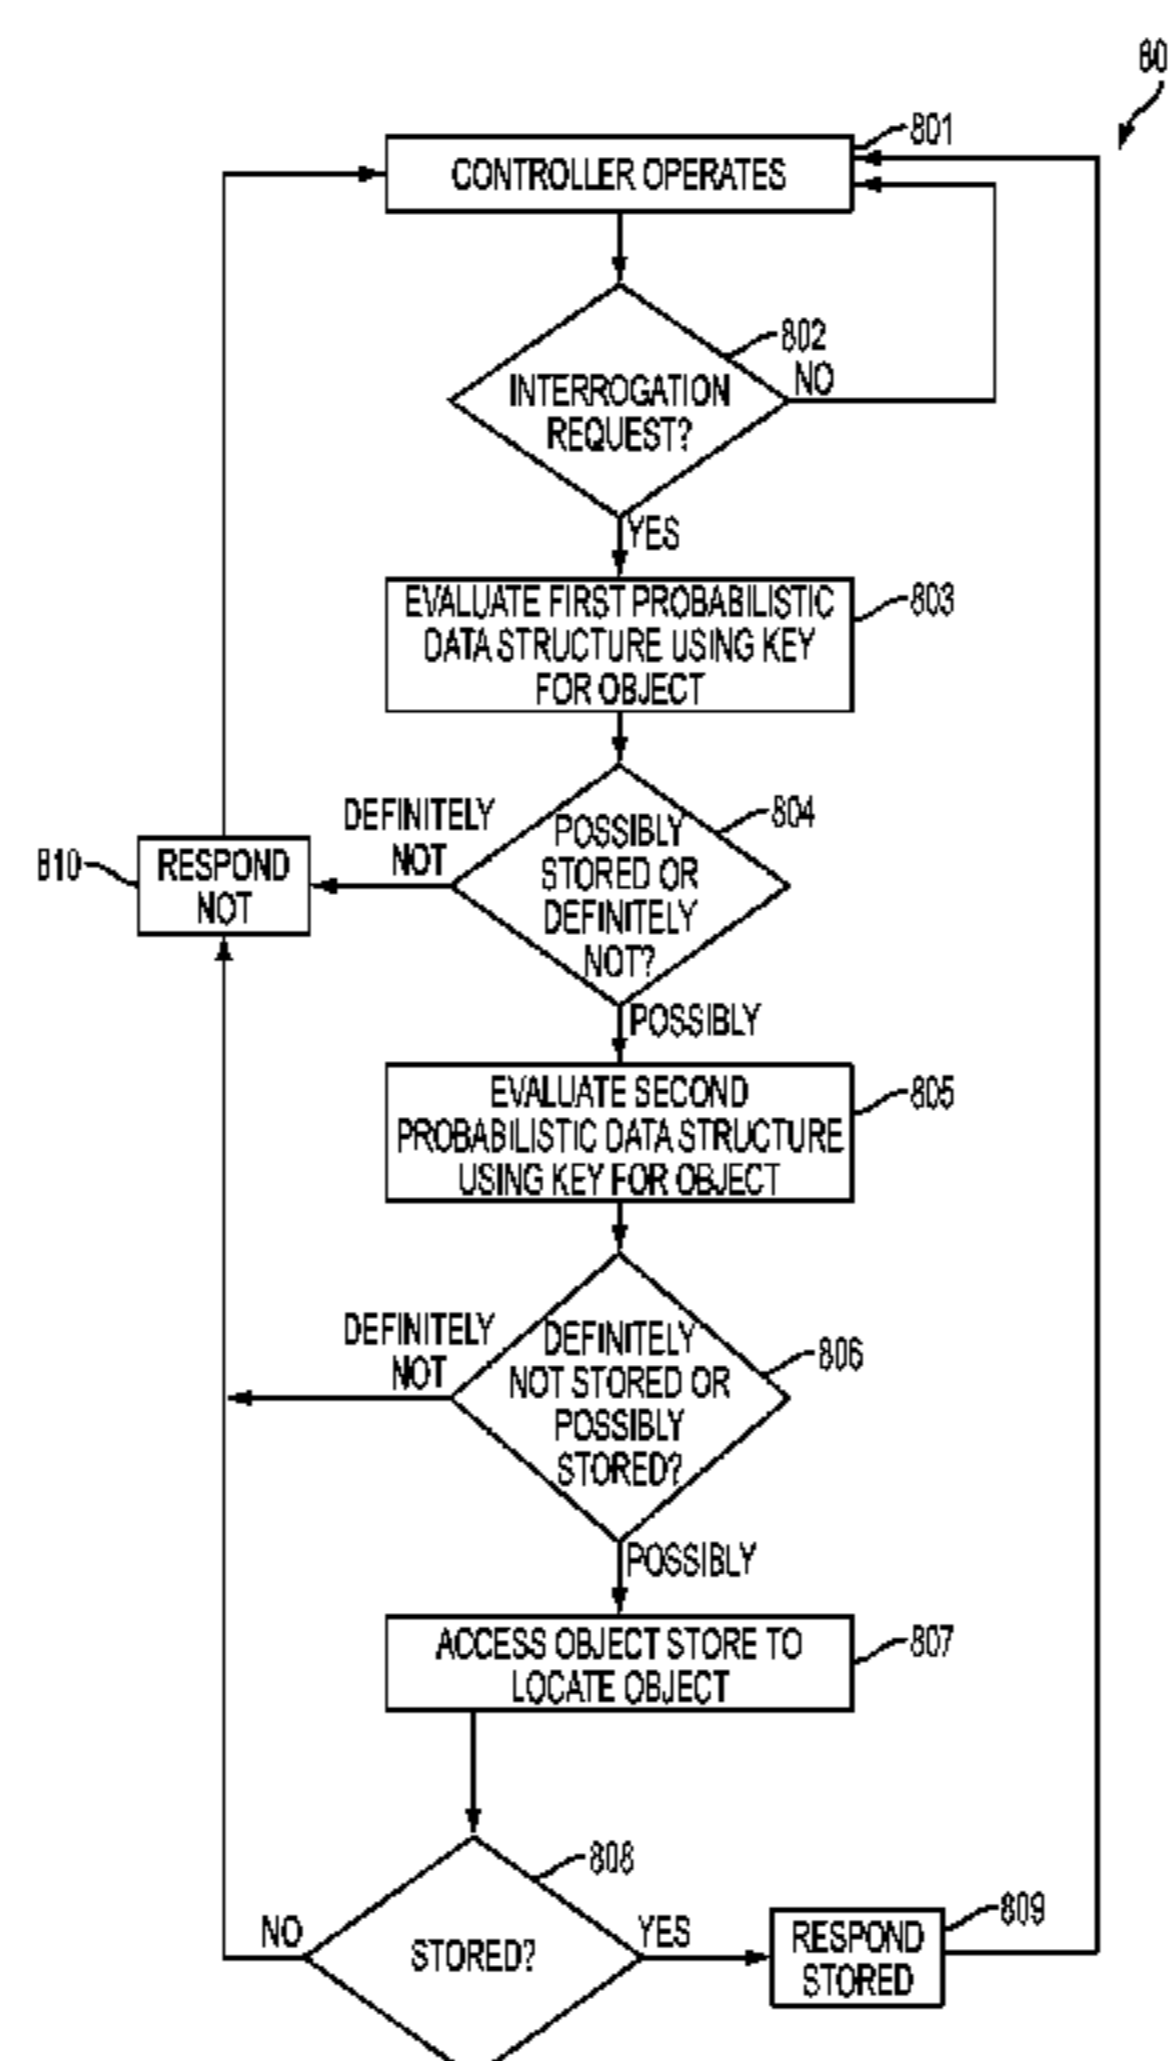 80
801
CONTROLLER OPERATES
802
INTERROGATION
REQUEST?
NO
YES
EVALUATE FIRST PROBABILISTIC
DATA STRUCTURE USING KEY
FOR OBJECT
803
804
DEFINITELY
NOT
POSSIBLY
STORED OR
DEFINITELY
NOT?
810
RESPOND
NOT
POSSIBLY
EVALUATE SECOND
PROBABILISTIC DATA STRUCTURE
USING KEY FOR OBJECT
805
DEFINITELY
NOT
DEFINITELY
NOT STORED OR
POSSIBLY
STORED?
806
POSSIBLY
ACCESS OBJECT STORE TO
LOCATE OBJECT
807
808
NO
STORED?
YES
RESPOND
STORED
809